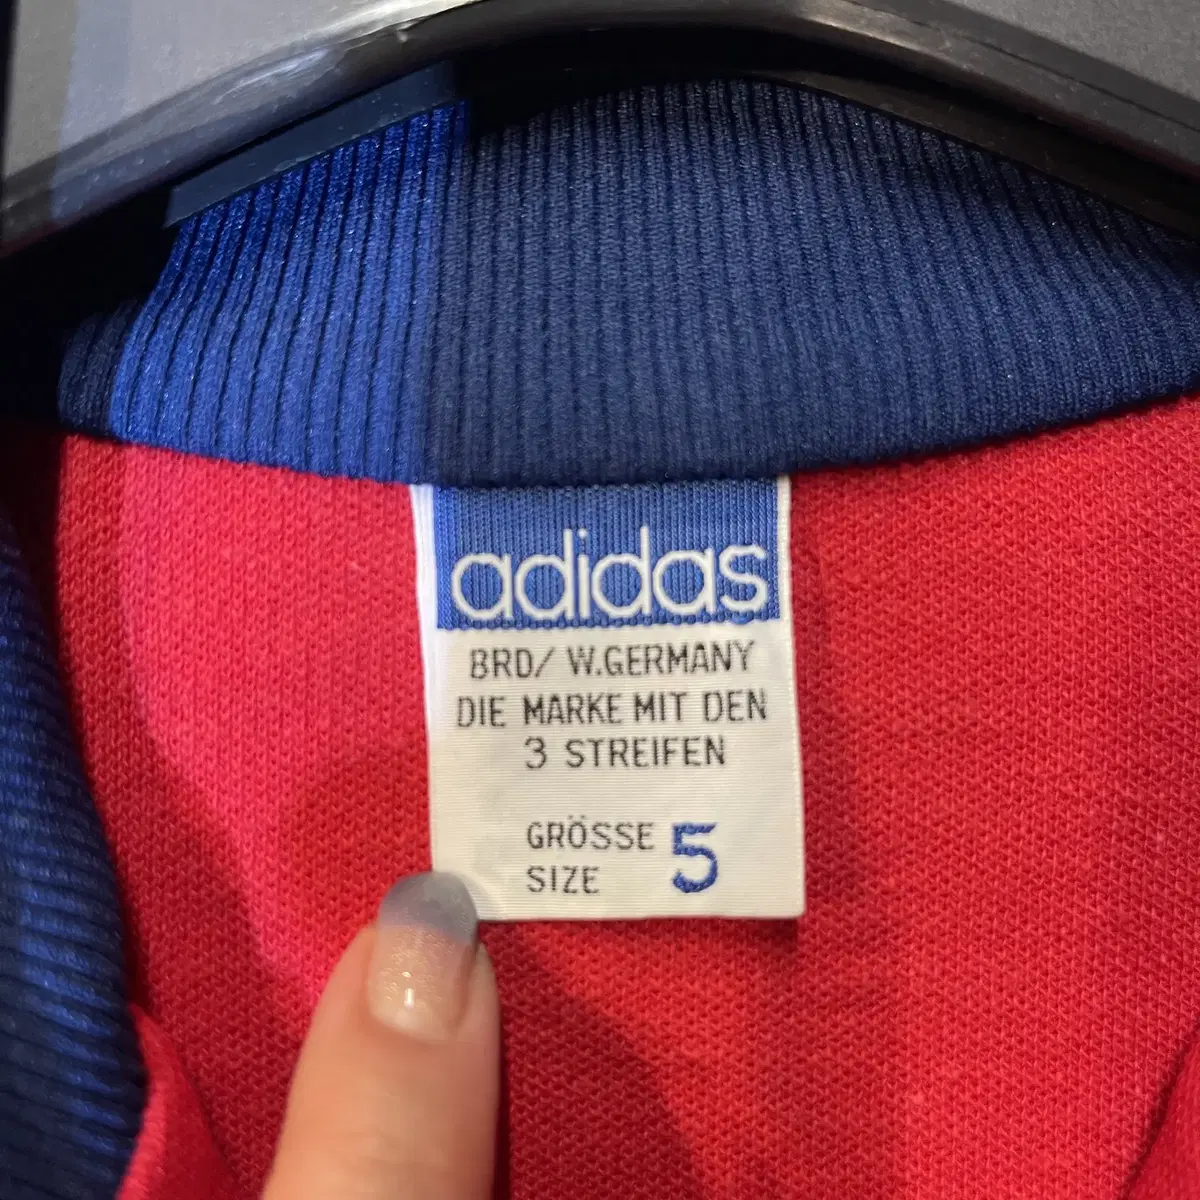 adidas
BRD/ W.GERMANY
DIE MARKE MIT DEN
3 STREIFEN
GRÖSSE 5
SIZE